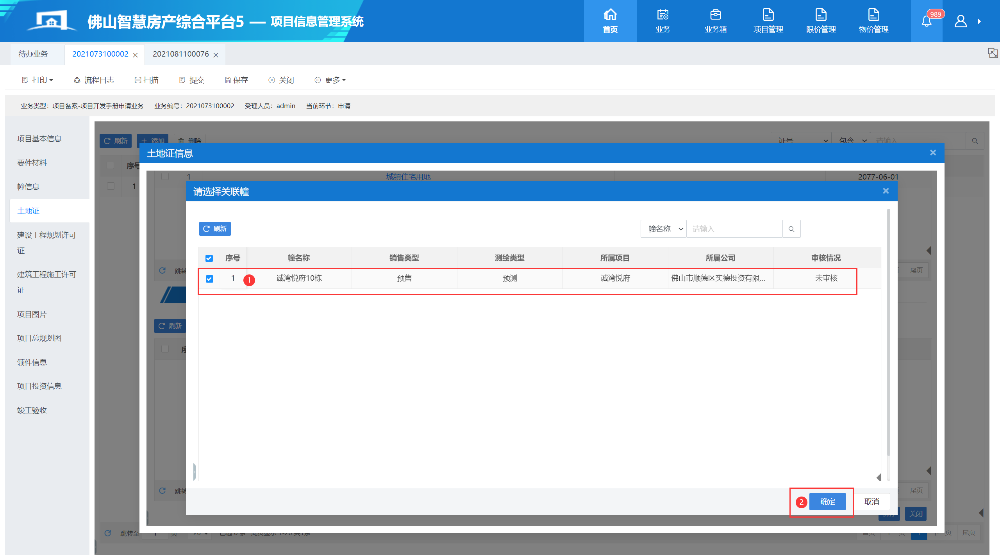 佛山智慧房产综合平台5 — 项目信息管理系统
首页
业务
业务箱
项目管理
限价管理
物价管理
989
待办业务
2021073100002
2021081100076
打印
流程日志
扫描
提交
保存
关闭
更多
业务类型：项目备案-项目开发手册申请业务 业务编号：2021073100002 受理人员：admin 当前环节：申请
项目基本信息
要件材料
幢信息
土地证
建设工程规划许可
证
建筑工程施工许可
证
项目图片
项目总规划图
领件信息
项目投资信息
竣工验收
刷新
添加
删除
证号
包含
请输入
序号
1
土地证信息
1
城镇住宅用地
2077-06-01
请选择关联幢
刷新
幢名称
请输入
序号 幢名称 销售类型 测绘类型 所属项目 所属公司 审核情况
1 诚湾悦府10栋 预售 预测 诚湾悦府 佛山市顺德区实德投资有限... 未审核
1
跳转
尾页
刷新
跳转
尾页
2
确定
取消
关闭
跳转至 1 页 20 已选 0 条 此页显示 1-20 共1条
首页 上一页 1 下一页 尾页